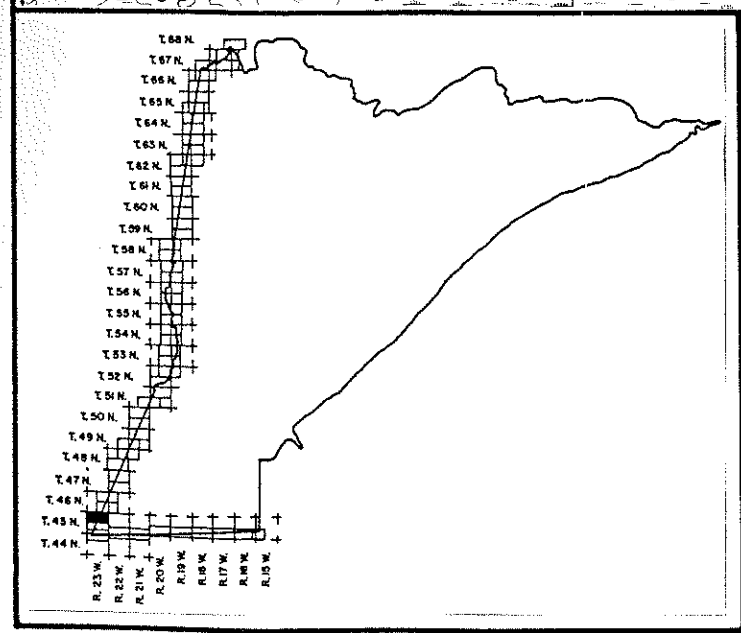 T. 68 N.
T. 67 N.
T. 66 N.
T. 65 N.
T. 64 N.
T. 63 N.
T. 62 N.
T. 61 N.
T. 60 N.
T. 59 N.
T. 58 N.
T. 57 N.
T. 56 N.
T. 55 N.
T. 54 N.
T. 53 N.
T. 52 N.
T. 51 N.
T. 50 N.
T. 49 N.
T. 48 N.
T. 47 N.
T. 46 N.
T. 45 N.
T. 44 N.
R. 23 W.
R. 22 W.
R. 21 W.
R. 20 W.
R. 19 W.
R. 18 W.
R. 17 W.
R. 16 W.
R. 15 W.